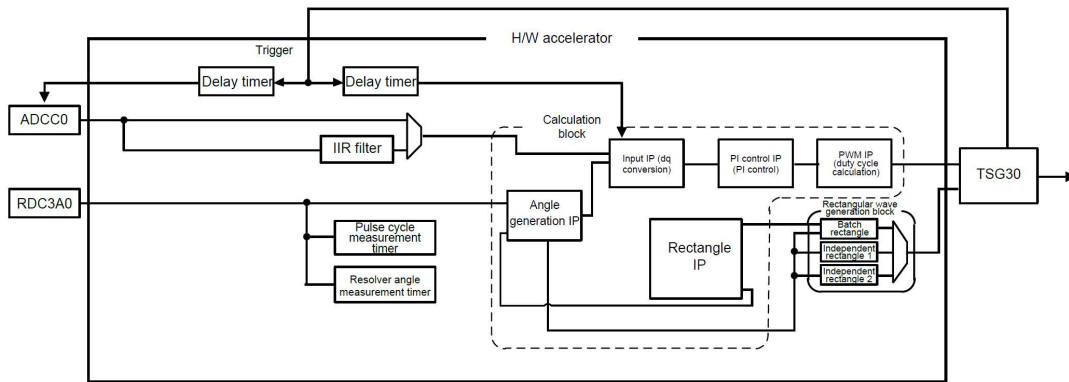 H/W accelerator
Trigger
Delay timer
Delay timer
ADCC0
IIR filter
Calculation
block
Input IP (dq
conversion)
PI control IP
(PI control)
PWM IP
(duty cycle
calculation)
TSG30
RDC3A0
Angle
generation IP
Pulse cycle
measurement
timer
Resolver angle
measurement timer
Rectangle
IP
Rectangular wave
generation block
Batch
rectangle
Independent
rectangle 1
Independent
rectangle 2